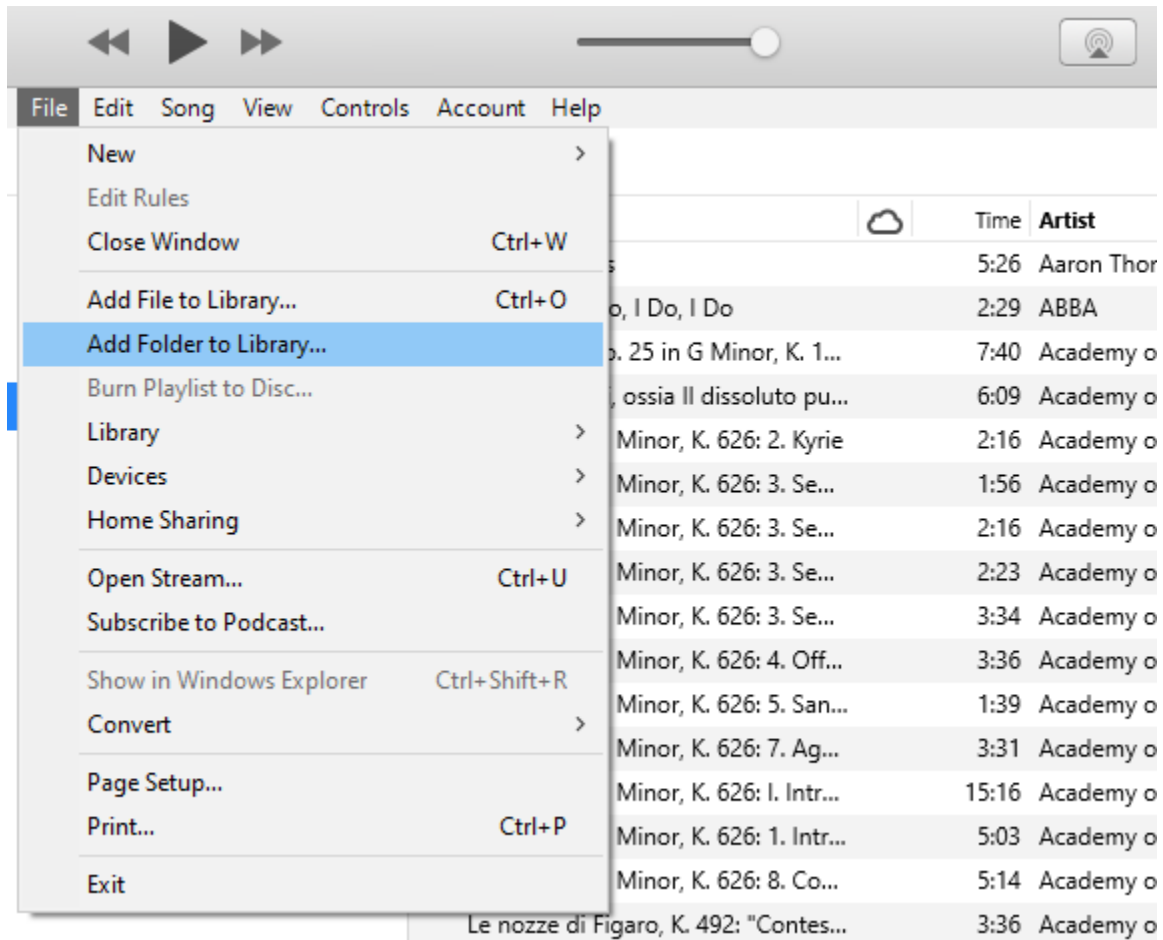 File Edit Song View Controls Account Help
New
Edit Rules
Close Window Ctrl+W
Add File to Library... Ctrl+O
Add Folder to Library...
Burn Playlist to Disc...
Library
Devices
Home Sharing
Open Stream... Ctrl+U
Subscribe to Podcast...
Show in Windows Explorer Ctrl+Shift+R
Convert
Page Setup...
Print... Ctrl+P
Exit
Time Artist
5:26 Aaron Thor
o, I Do, I Do 2:29 ABBA
o. 25 in G Minor, K. 1... 7:40 Academy o
, ossia Il dissoluto pu... 6:09 Academy o
Minor, K. 626: 2. Kyrie 2:16 Academy o
Minor, K. 626: 3. Se... 1:56 Academy o
Minor, K. 626: 3. Se... 2:16 Academy o
Minor, K. 626: 3. Se... 2:23 Academy o
Minor, K. 626: 3. Se... 3:34 Academy o
Minor, K. 626: 4. Off... 3:36 Academy o
Minor, K. 626: 5. San... 1:39 Academy o
Minor, K. 626: 7. Ag... 3:31 Academy o
Minor, K. 626: I. Intr... 15:16 Academy o
Minor, K. 626: 1. Intr... 5:03 Academy o
Minor, K. 626: 8. Co... 5:14 Academy o
Le nozze di Figaro, K. 492: "Contes... 3:36 Academy o